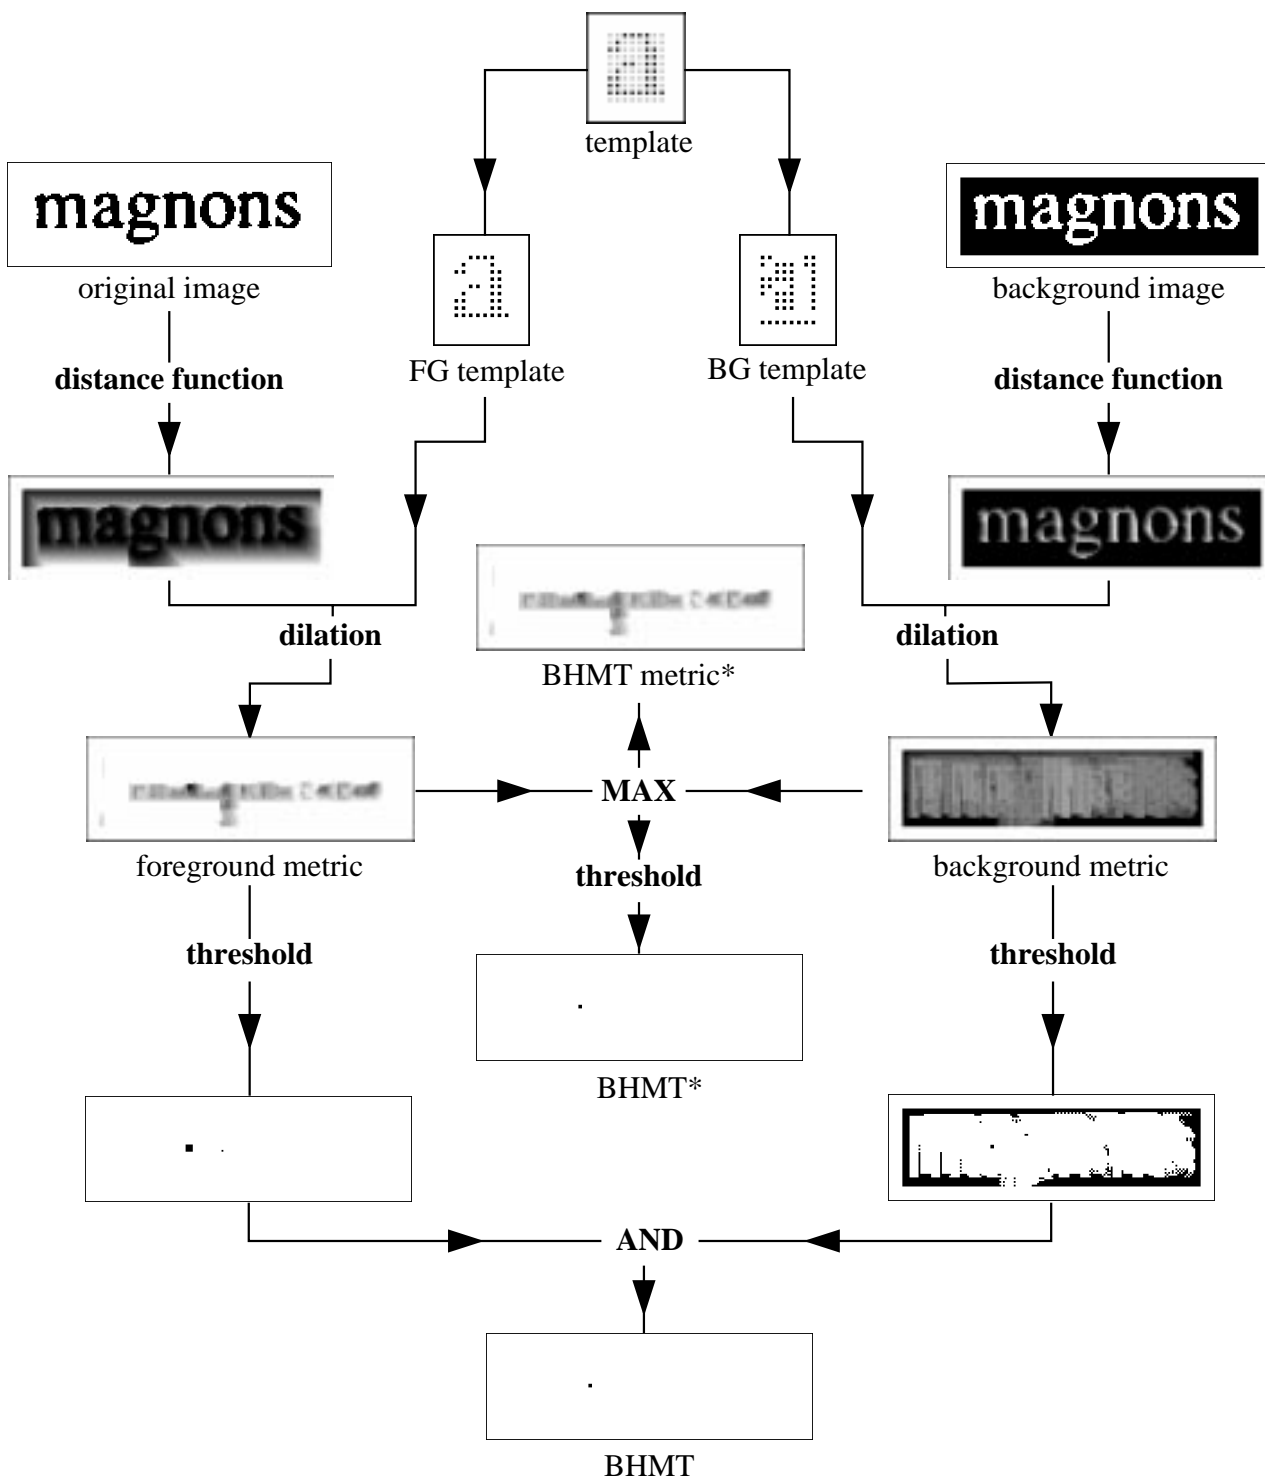 template
magnons
original image
magnons
background image
a
FG template
BG template
distance function
distance function
magnons
magnons
dilation
dilation
BHMT metric*
MAX
foreground metric
background metric
threshold
threshold
threshold
BHMT*
AND
BHMT